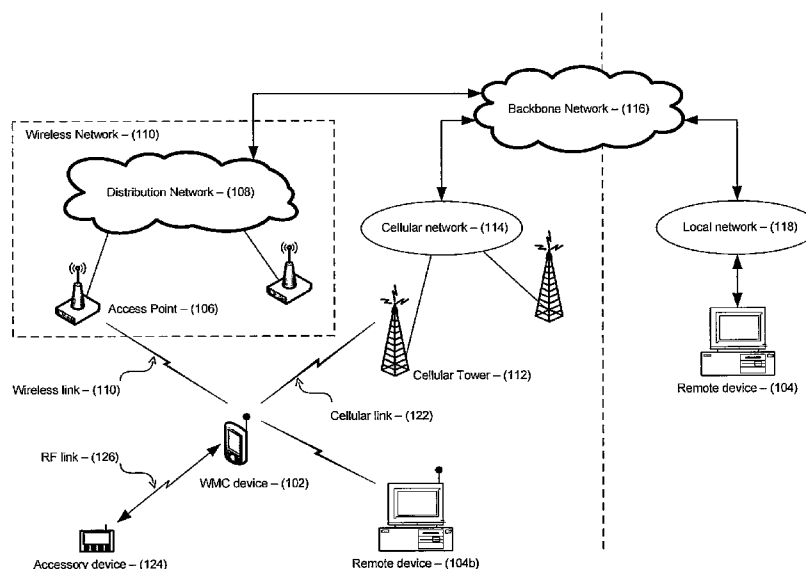 Backbone Network – (116)
Wireless Network – (110)
Distribution Network – (108)
Cellular network – (114)
Local network – (118)
Access Point – (106)
Cellular Tower – (112)
Remote device – (104)
Wireless link – (110)
Cellular link – (122)
RF link – (126)
WMC device – (102)
Accessory device – (124)
Remote device – (104b)